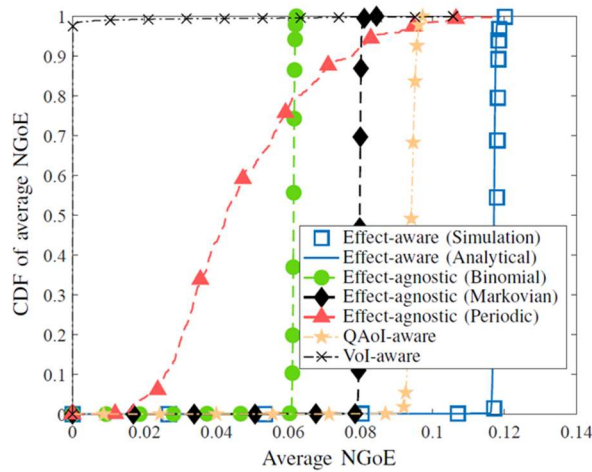 1
0.9
0.8
0.7
0.6
0.5
0.4
0.3
0.2
0.1
0
CDF of average NGoE
Effect-aware (Simulation)
Effect-aware (Analytical)
Effect-agnostic (Binomial)
Effect-agnostic (Markovian)
Effect-agnostic (Periodic)
QAoI-aware
VoI-aware
0 0.02 0.04 0.06 0.08 0.1 0.12 0.14
Average NGoE